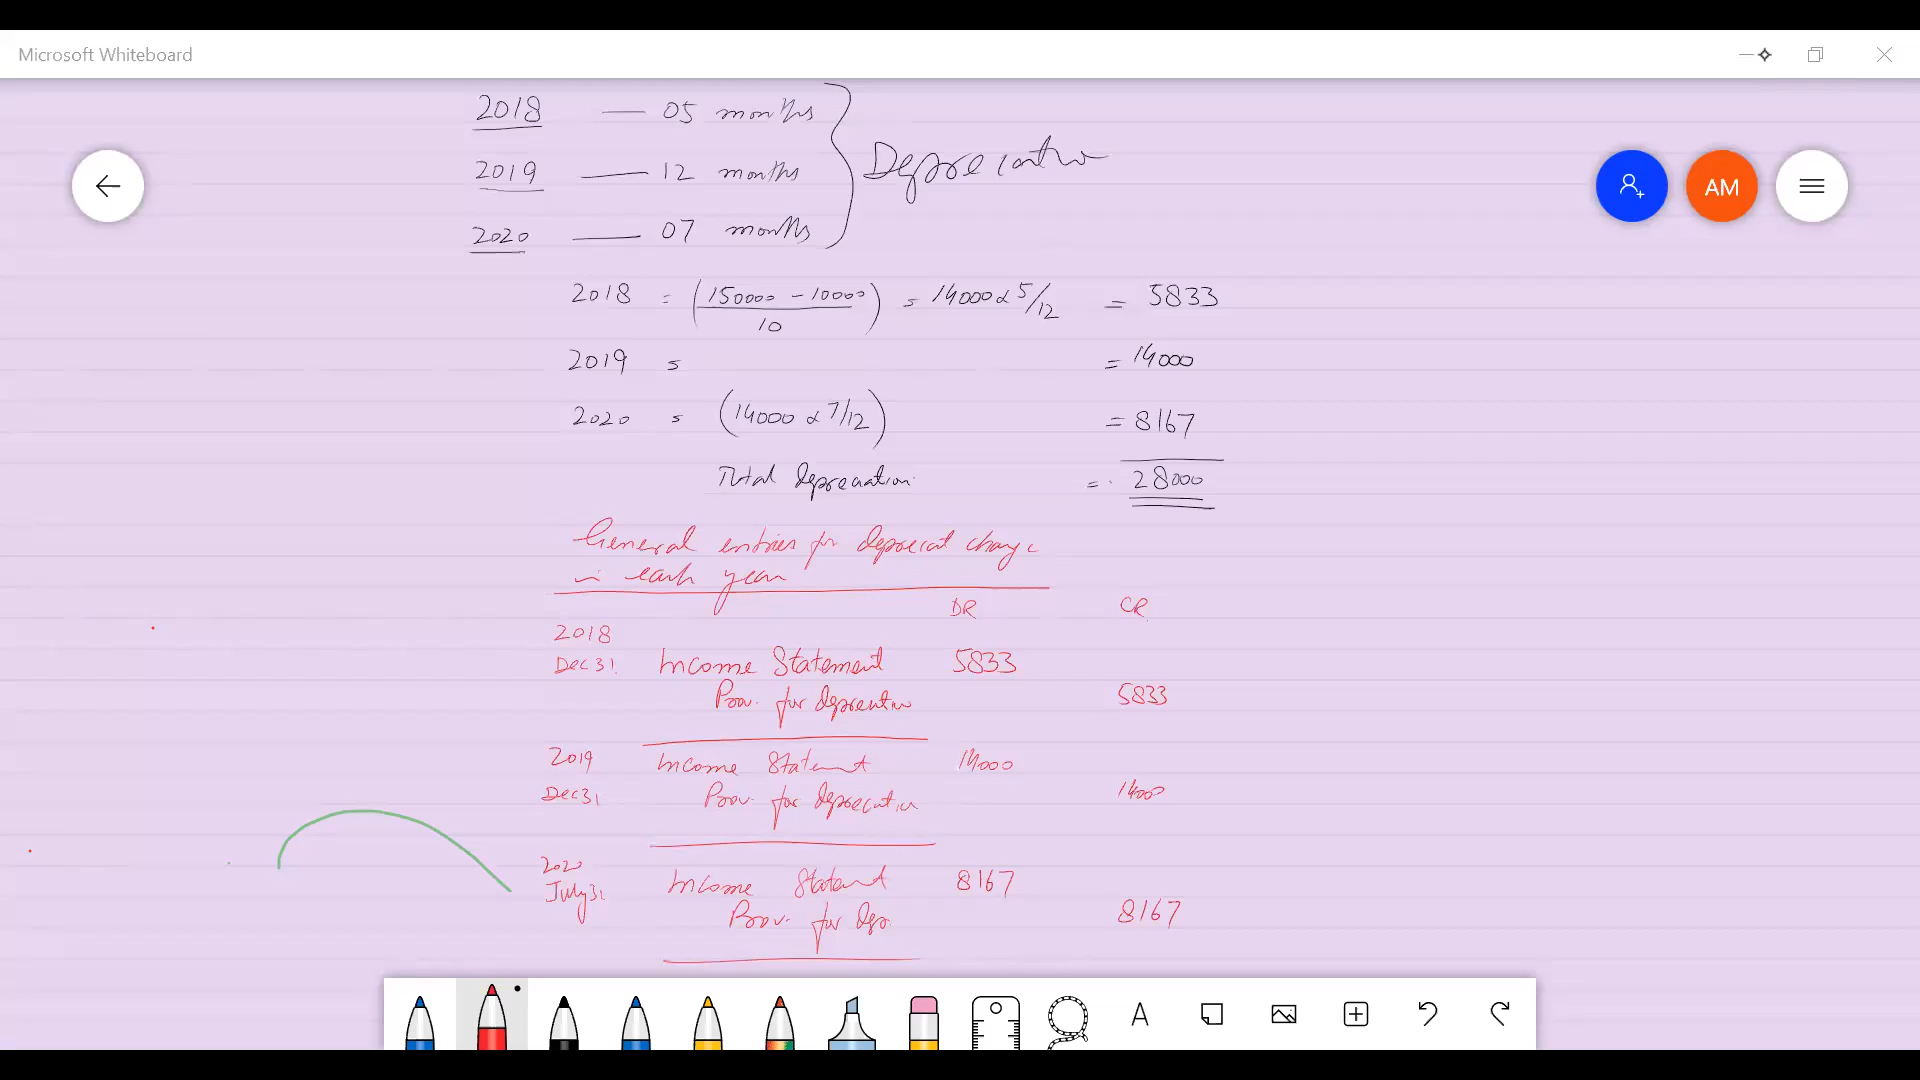 Microsoft Whiteboard
AM
2018 — 05 months
2019 — 12 months
2020 — 07 months
Depreciation
2018 = (150000 - 10000 / 10) = 14000 x 5/12 = 5833
2019 = = 14000
2020 = (14000 x 7/12) = 8167
Total depreciation = 28000
General entries for depreciat charge
in each year
DR CR
2018
Dec 31 Income Statement 5833
Prov. for depreciation 5833
2019 Income Statement 14000
Dec 31 Prov. for depreciation 14000
2020
July 31 Income Statement 8167
Prov. for Dep. 8167
A